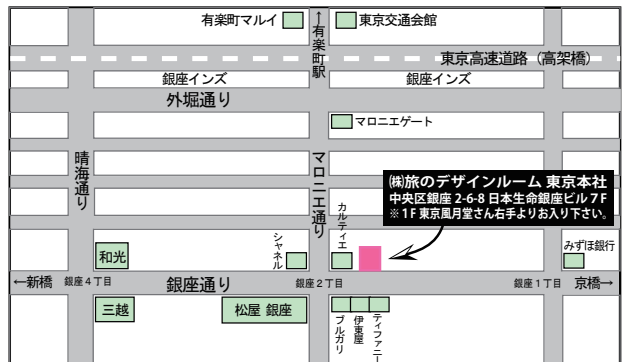 有楽町マルイ
↑有楽町駅
東京交通会館
東京高速道路（高架橋）
銀座インズ
銀座インズ
外堀通り
マロニエゲート
晴海通り
マロニエ通り
㈱旅のデザインルーム 東京本社
中央区銀座 2-6-8 日本生命銀座ビル 7F
※1F 東京風月堂さん右手よりお入り下さい。
カルティエ
シャネル
和光
みずほ銀行
←新橋
銀座4丁目
銀座通り
銀座2丁目
銀座1丁目
京橋→
三越
松屋 銀座
ブルガリ
伊東屋
ティファニー